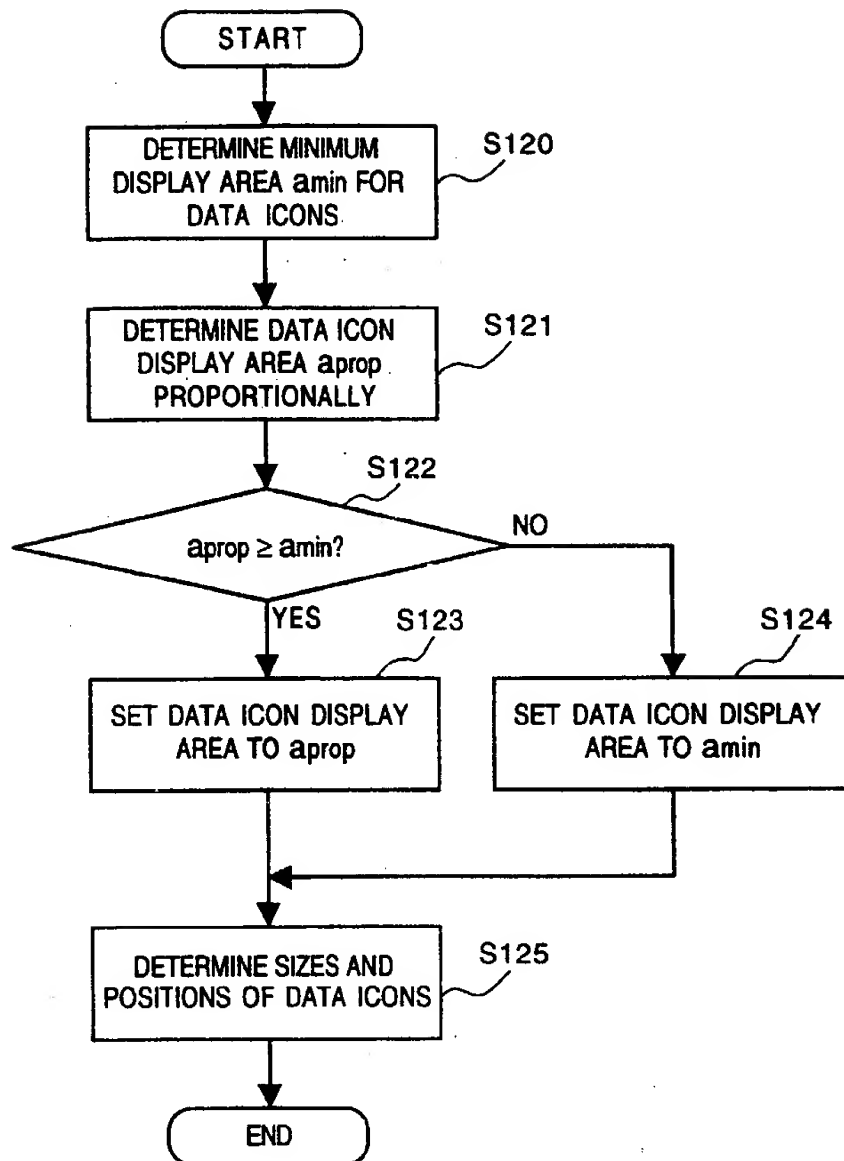 START
DETERMINE MINIMUM
DISPLAY AREA amin FOR
DATA ICONS
S120
DETERMINE DATA ICON
DISPLAY AREA aprop
PROPORTIONALLY
S121
S122
aprop ≥ amin?
NO
YES
S123
SET DATA ICON DISPLAY
AREA TO aprop
S124
SET DATA ICON DISPLAY
AREA TO amin
DETERMINE SIZES AND
POSITIONS OF DATA ICONS
S125
END